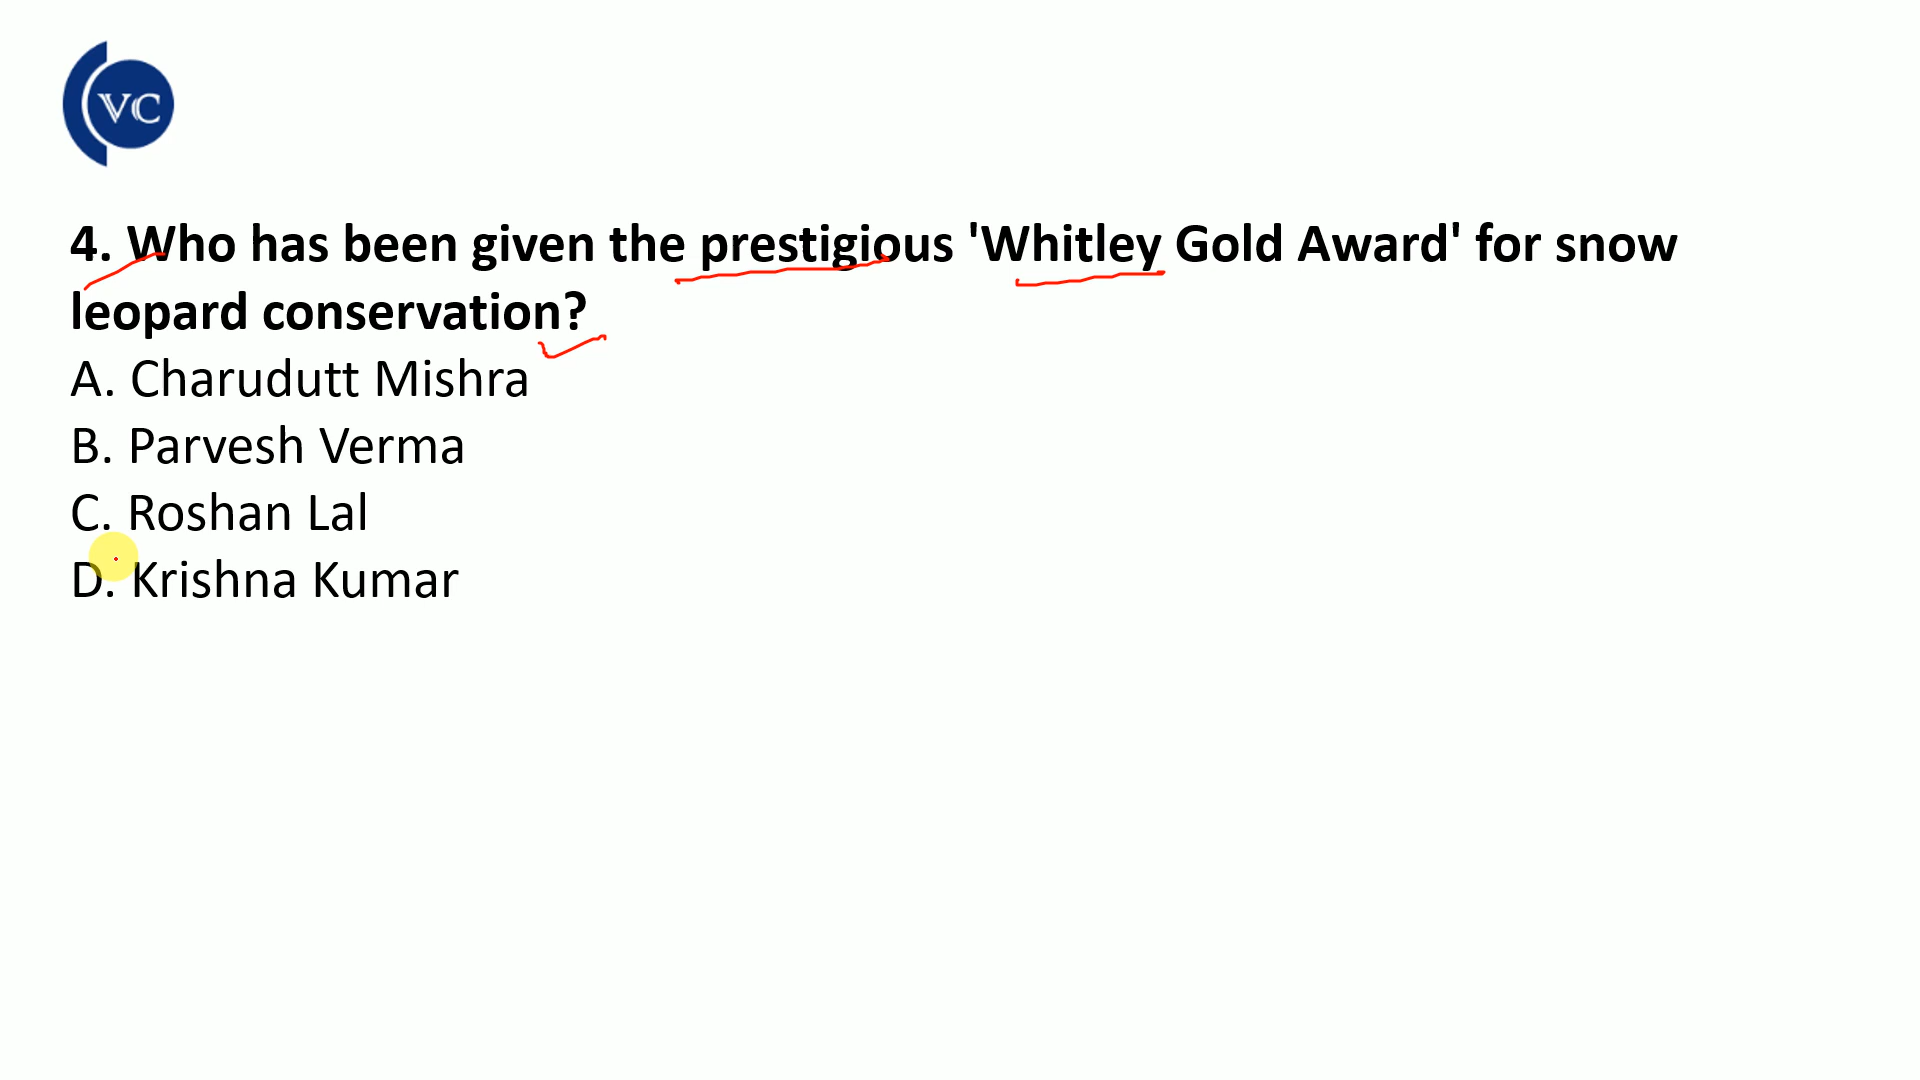 VC
4. Who has been given the prestigious 'Whitley Gold Award' for snow
leopard conservation?
A. Charudutt Mishra
B. Parvesh Verma
C. Roshan Lal
D. Krishna Kumar